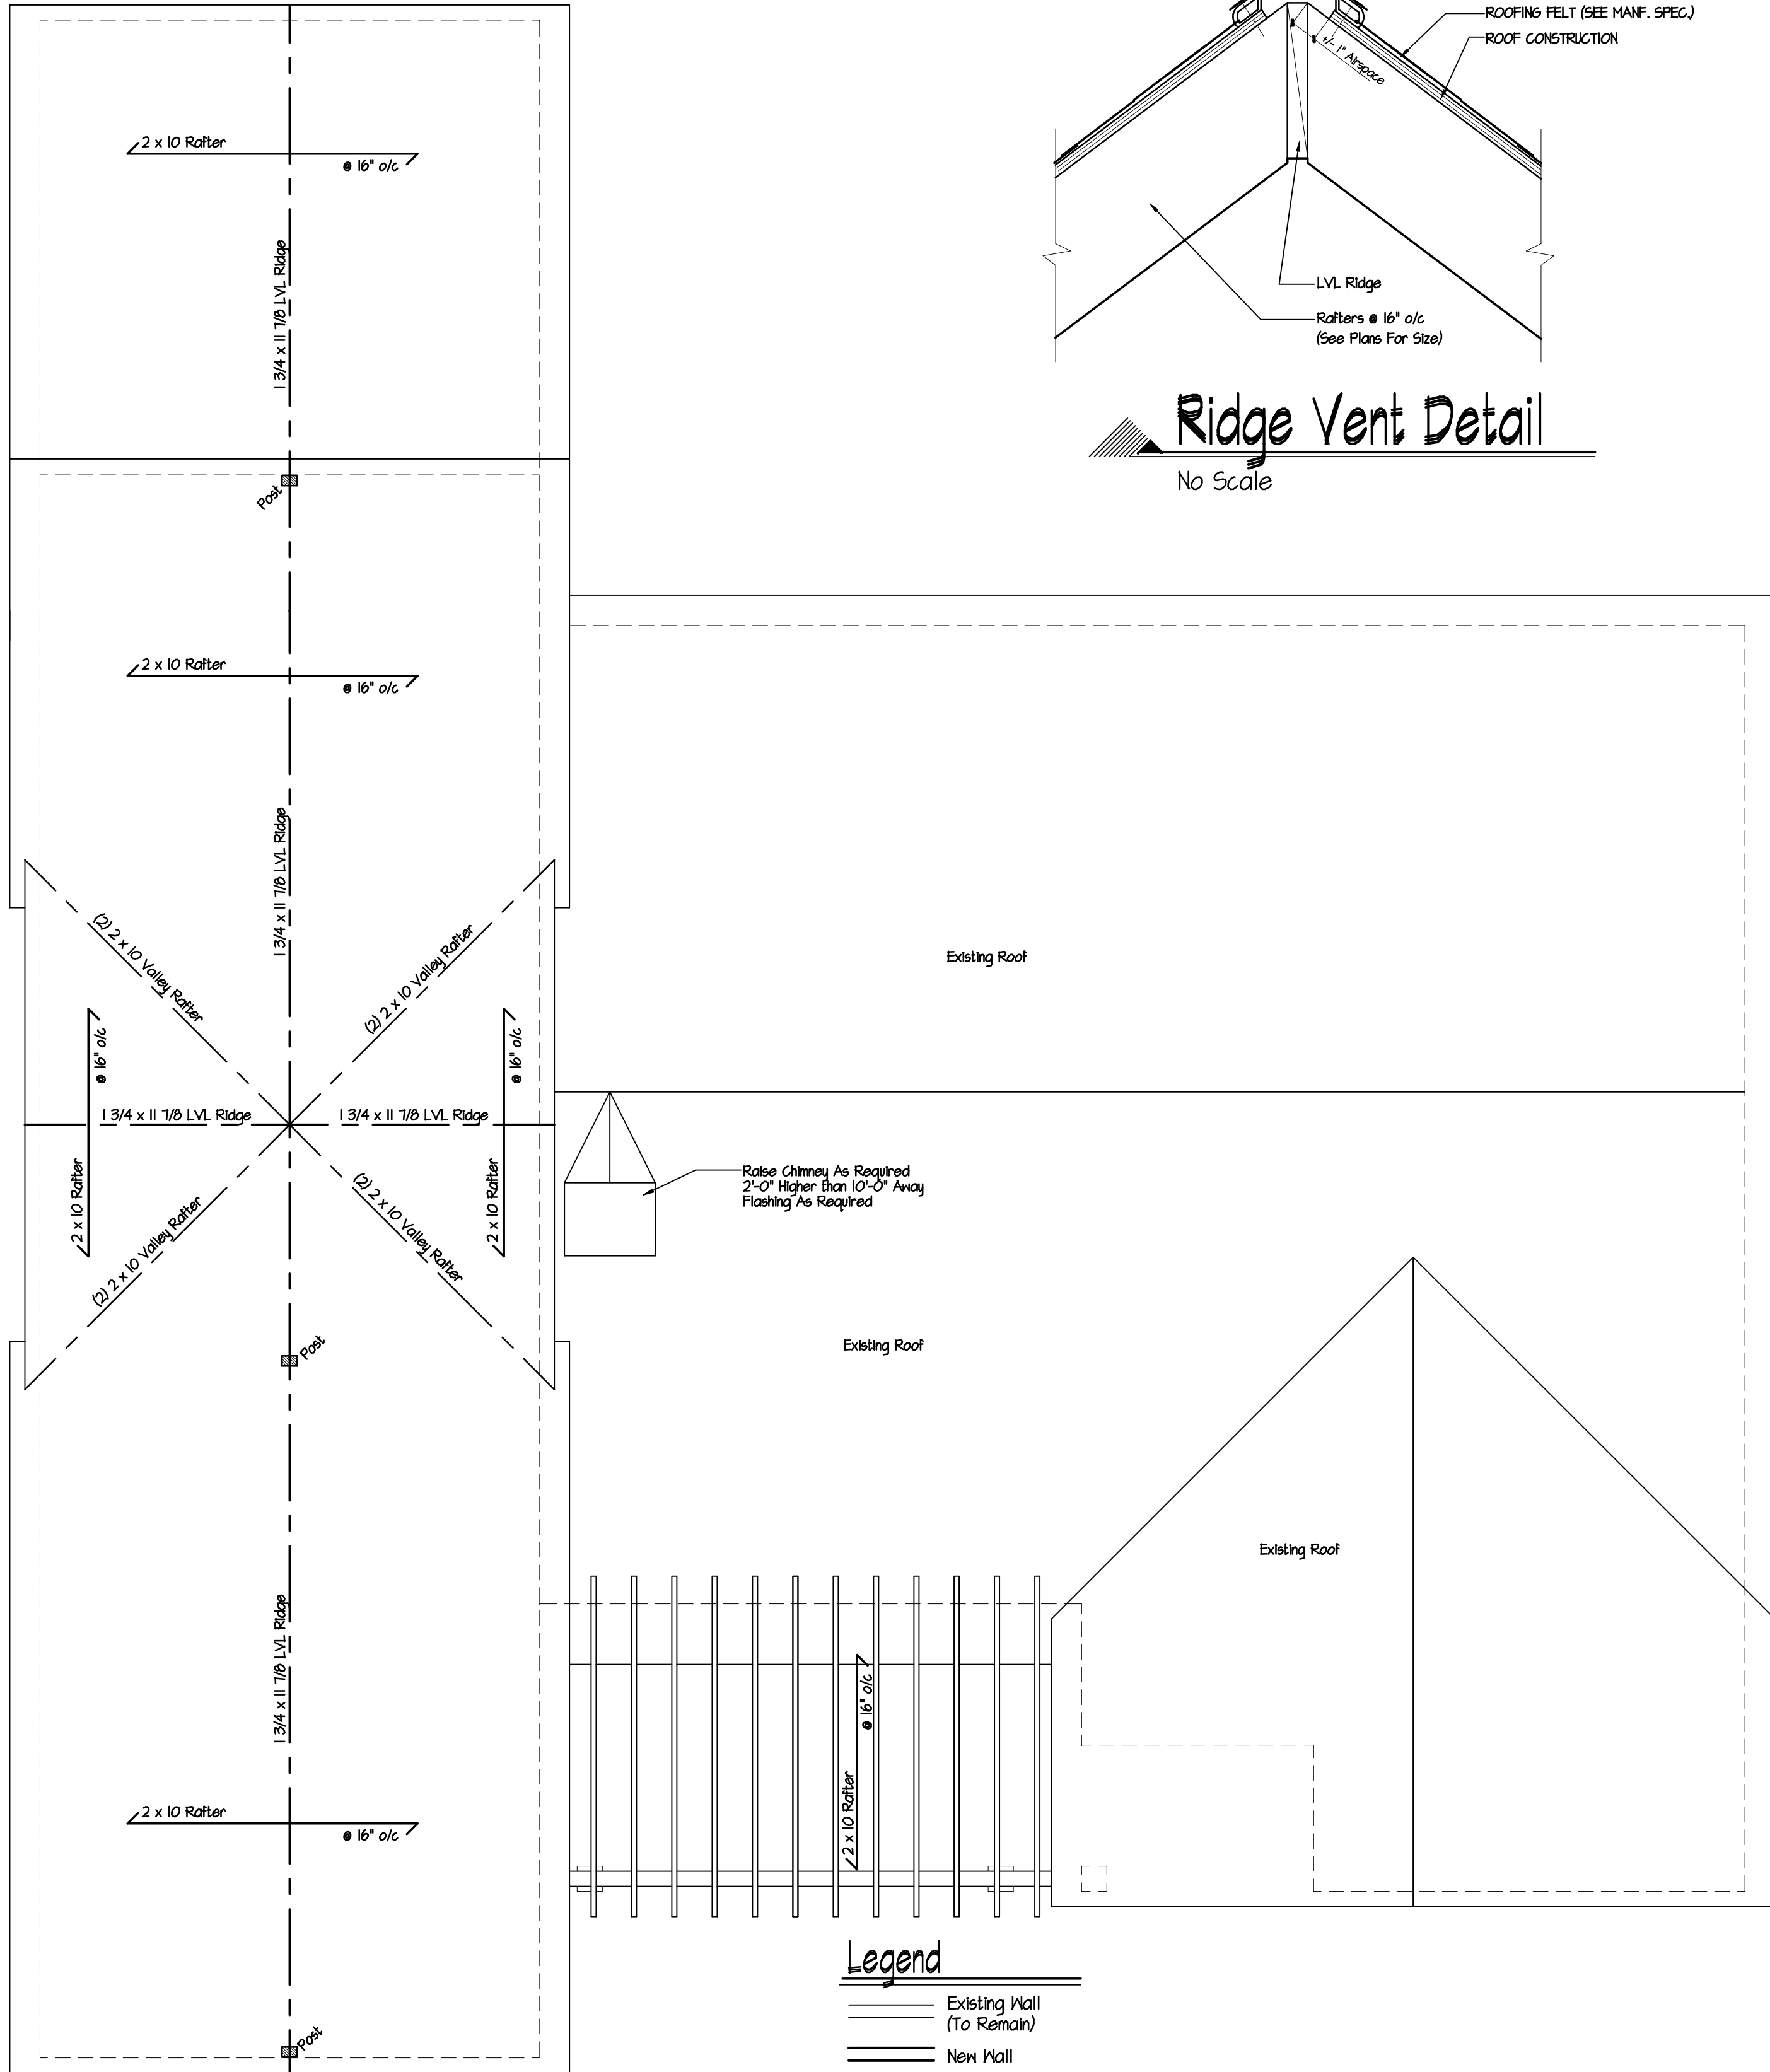 ROOFING FELT (SEE MANF. SPEC.)
ROOF CONSTRUCTION
+/- 1" Airspace
LVL Ridge
Rafters @ 16" o/c
(See Plans For Size)
Ridge Vent Detail
No Scale
2 x 10 Rafter
@ 16" o/c
1 3/4 x 11 7/8 LVL Ridge
Post
2 x 10 Rafter
@ 16" o/c
1 3/4 x 11 7/8 LVL Ridge
(2) 2 x 10 Valley Rafter
(2) 2 x 10 Valley Rafter
Existing Roof
@ 16" o/c
2 x 10 Rafter
@ 16" o/c
2 x 10 Rafter
1 3/4 x 11 7/8 LVL Ridge
1 3/4 x 11 7/8 LVL Ridge
Raise Chimney As Required
2'-0" Higher than 10'-0" Away
Flashing As Required
(2) 2 x 10 Valley Rafter
(2) 2 x 10 Valley Rafter
Post
Existing Roof
Existing Roof
1 3/4 x 11 7/8 LVL Ridge
@ 16" o/c
2 x 10 Rafter
2 x 10 Rafter
@ 16" o/c
Post
Legend
Existing Wall
(To Remain)
New Wall